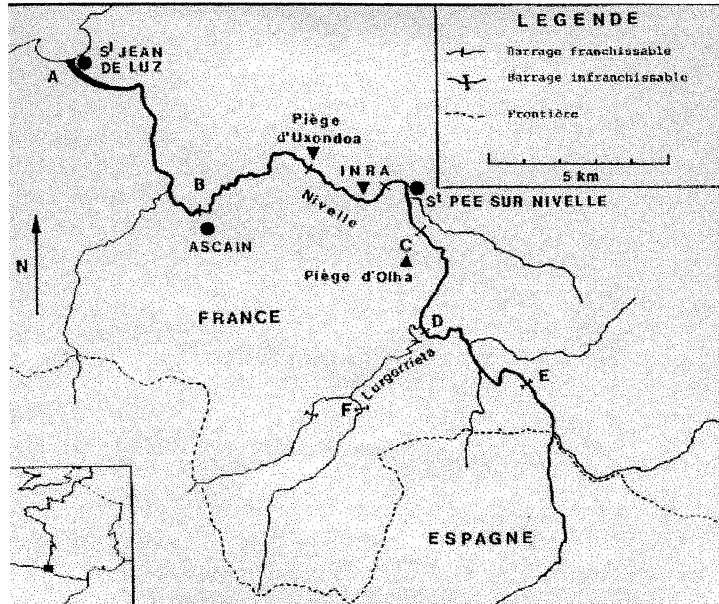 LEGENDE
Barrage franchissable
Barrage infranchissable
Frontière
5 km
A
St JEAN
DE LUZ
B
ASCAIN
Piège
d'Uxondoa
INRA
Nivelle
St PEE SUR NIVELLE
C
Piège d'Olha
N
FRANCE
D
Lurgorrieta
E
F
ESPAGNE